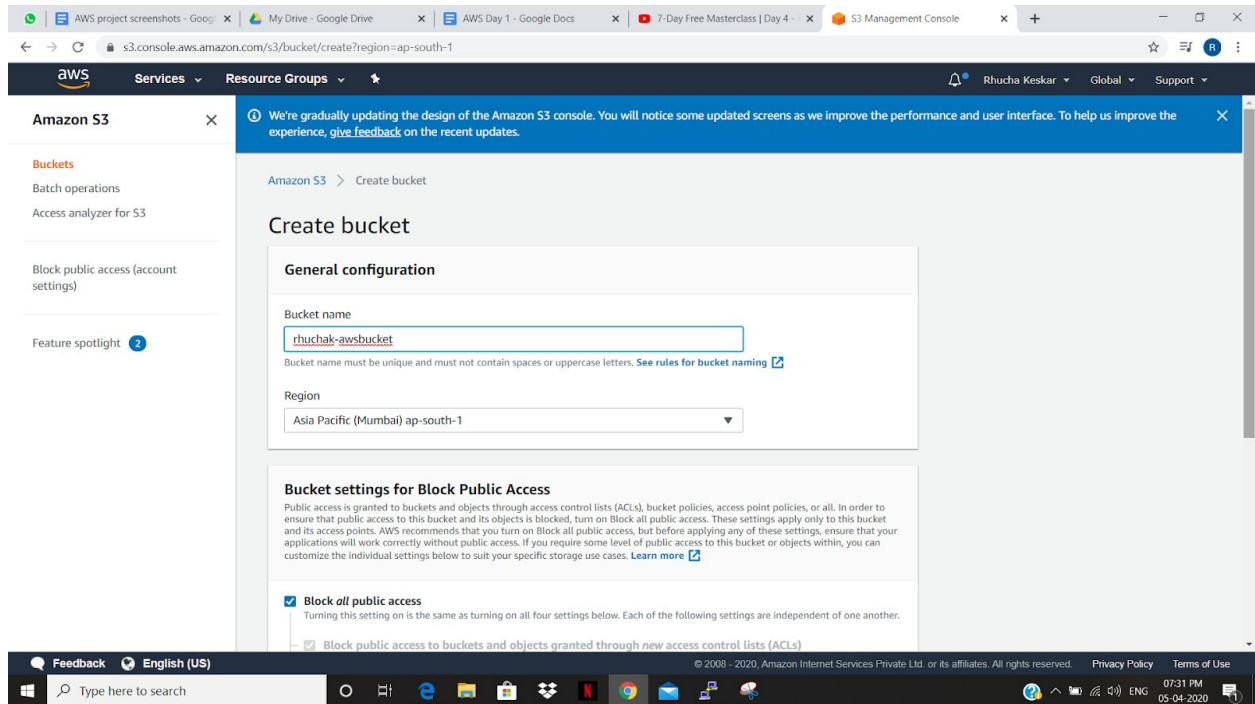 AWS project screenshots - Goog
My Drive - Google Drive
AWS Day 1 - Google Docs
7-Day Free Masterclass | Day 4 -
S3 Management Console
s3.console.aws.amazon.com/s3/bucket/create?region=ap-south-1
R
aws
Services
Resource Groups
Rhucha Keskar
Global
Support
Amazon S3
We're gradually updating the design of the Amazon S3 console. You will notice some updated screens as we improve the performance and user interface. To help us improve the
experience, give feedback on the recent updates.
Buckets
Batch operations
Access analyzer for S3
Block public access (account
settings)
Feature spotlight 2
Amazon S3 > Create bucket
Create bucket
General configuration
Bucket name
rhuchak-awsbucket
Bucket name must be unique and must not contain spaces or uppercase letters. See rules for bucket naming
Region
Asia Pacific (Mumbai) ap-south-1
Bucket settings for Block Public Access
Public access is granted to buckets and objects through access control lists (ACLs), bucket policies, access point policies, or all. In order to
ensure that public access to this bucket and its objects is blocked, turn on Block all public access. These settings apply only to this bucket
and its access points. AWS recommends that you turn on Block all public access, but before applying any of these settings, ensure that your
applications will work correctly without public access. If you require some level of public access to this bucket or objects within, you can
customize the individual settings below to suit your specific storage use cases. Learn more
Block all public access
Turning this setting on is the same as turning on all four settings below. Each of the following settings are independent of one another.
Block public access to buckets and objects granted through new access control lists (ACLs)
Feedback
English (US)
© 2008 - 2020, Amazon Internet Services Private Ltd. or its affiliates. All rights reserved.
Privacy Policy
Terms of Use
Type here to search
N
ENG
07:31 PM
05-04-2020
1